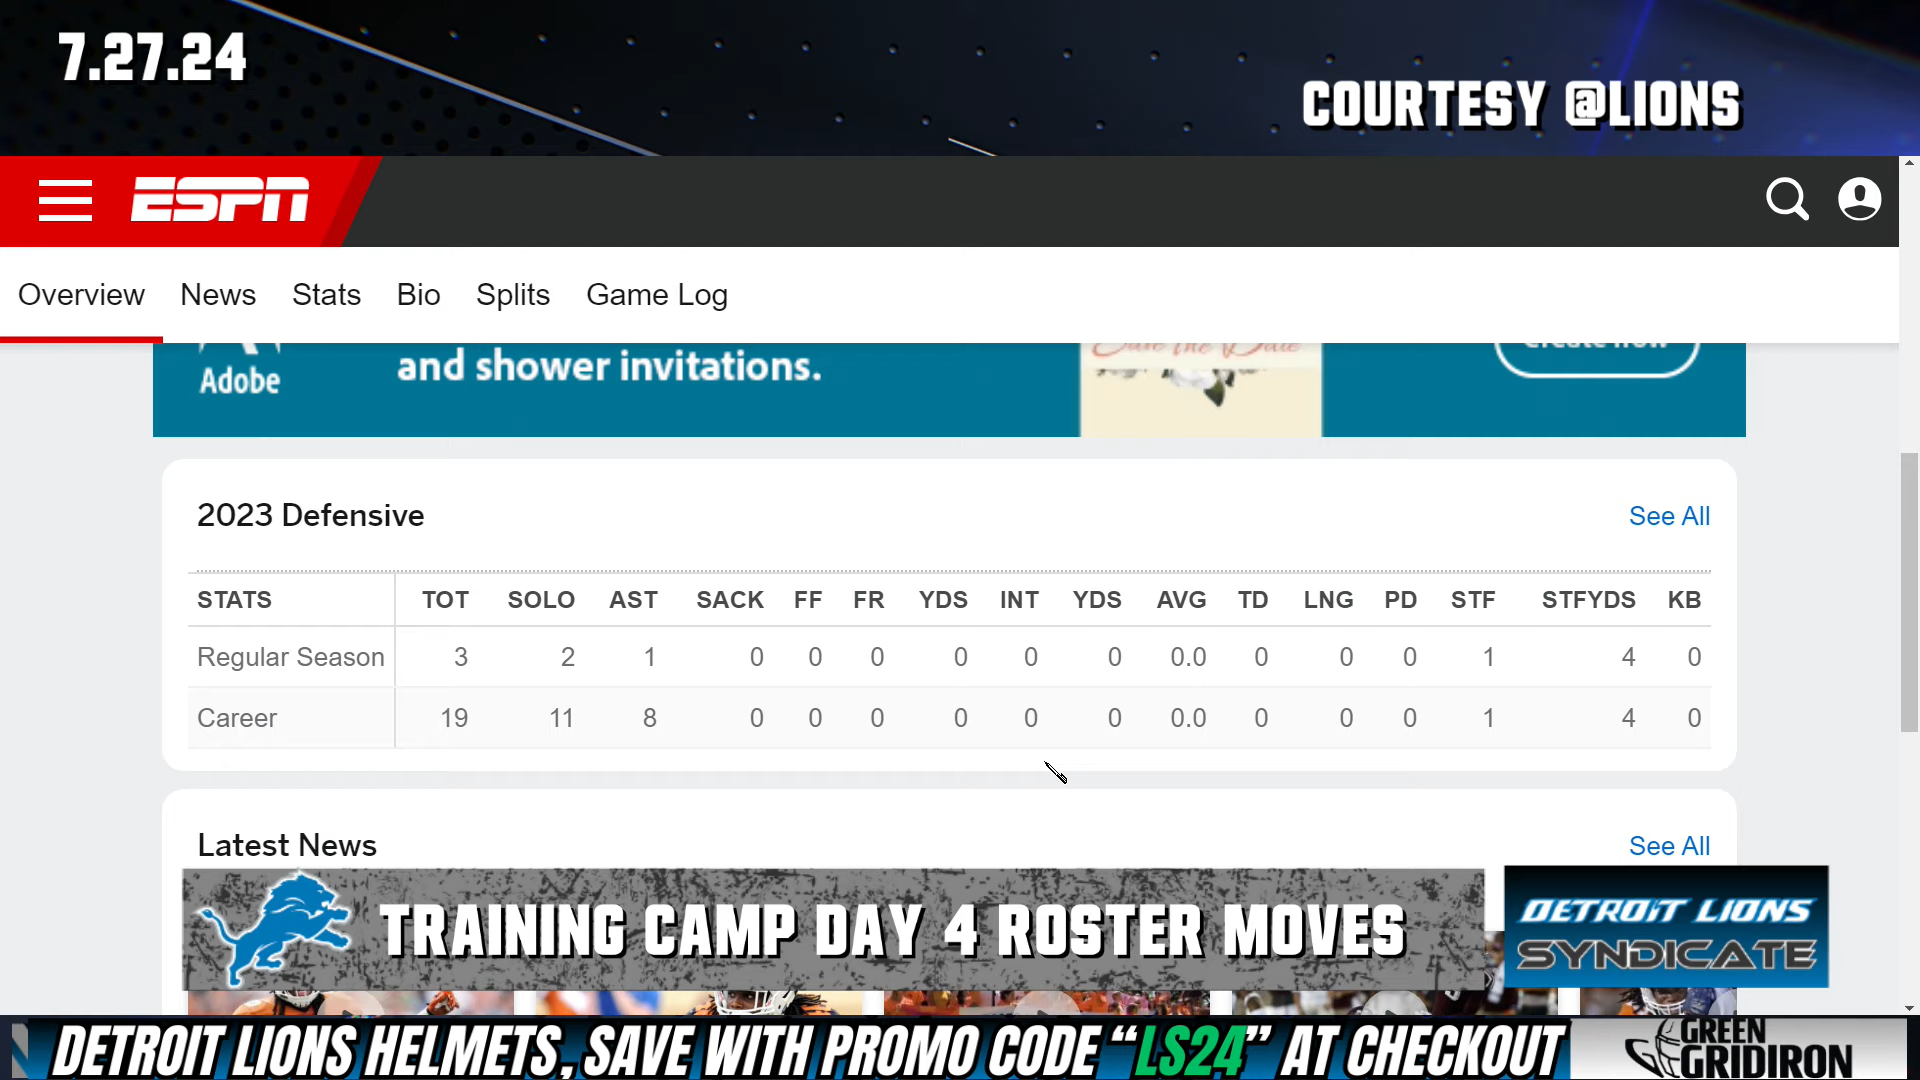 7.27.24
COURTESY @LIONS
ESPN
Overview News Stats Bio Splits Game Log
Adobe
and shower invitations.
Save the Date
Create now
2023 Defensive
See All
STATS TOT SOLO AST SACK FF FR YDS INT YDS AVG TD LNG PD STF STFYDS KB
Regular Season 3 2 1 0 0 0 0 0 0 0.0 0 0 0 1 4 0
Career 19 11 8 0 0 0 0 0 0 0.0 0 0 0 1 4 0
Latest News
See All
TRAINING CAMP DAY 4 ROSTER MOVES
DETROIT LIONS
SYNDICATE
DETROIT LIONS HELMETS, SAVE WITH PROMO CODE “LS24” AT CHECKOUT
GREEN
GRIDIRON